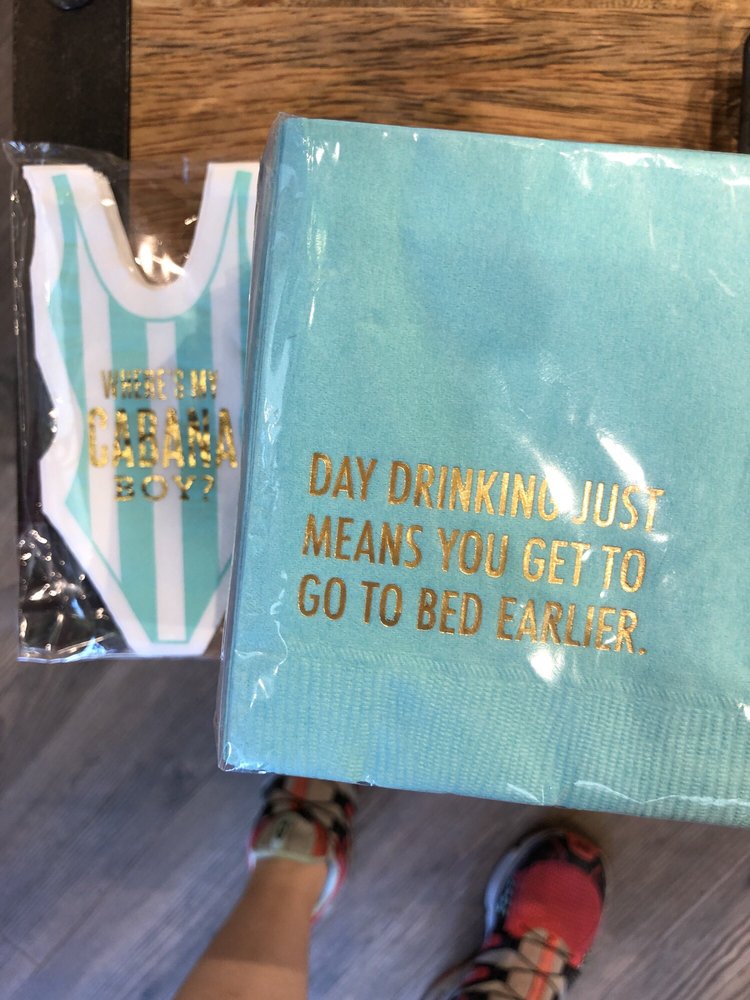 WHERE'S MY
CABANA
BOY?
DAY DRINKING JUST
MEANS YOU GET TO
GO TO BED EARLIER.